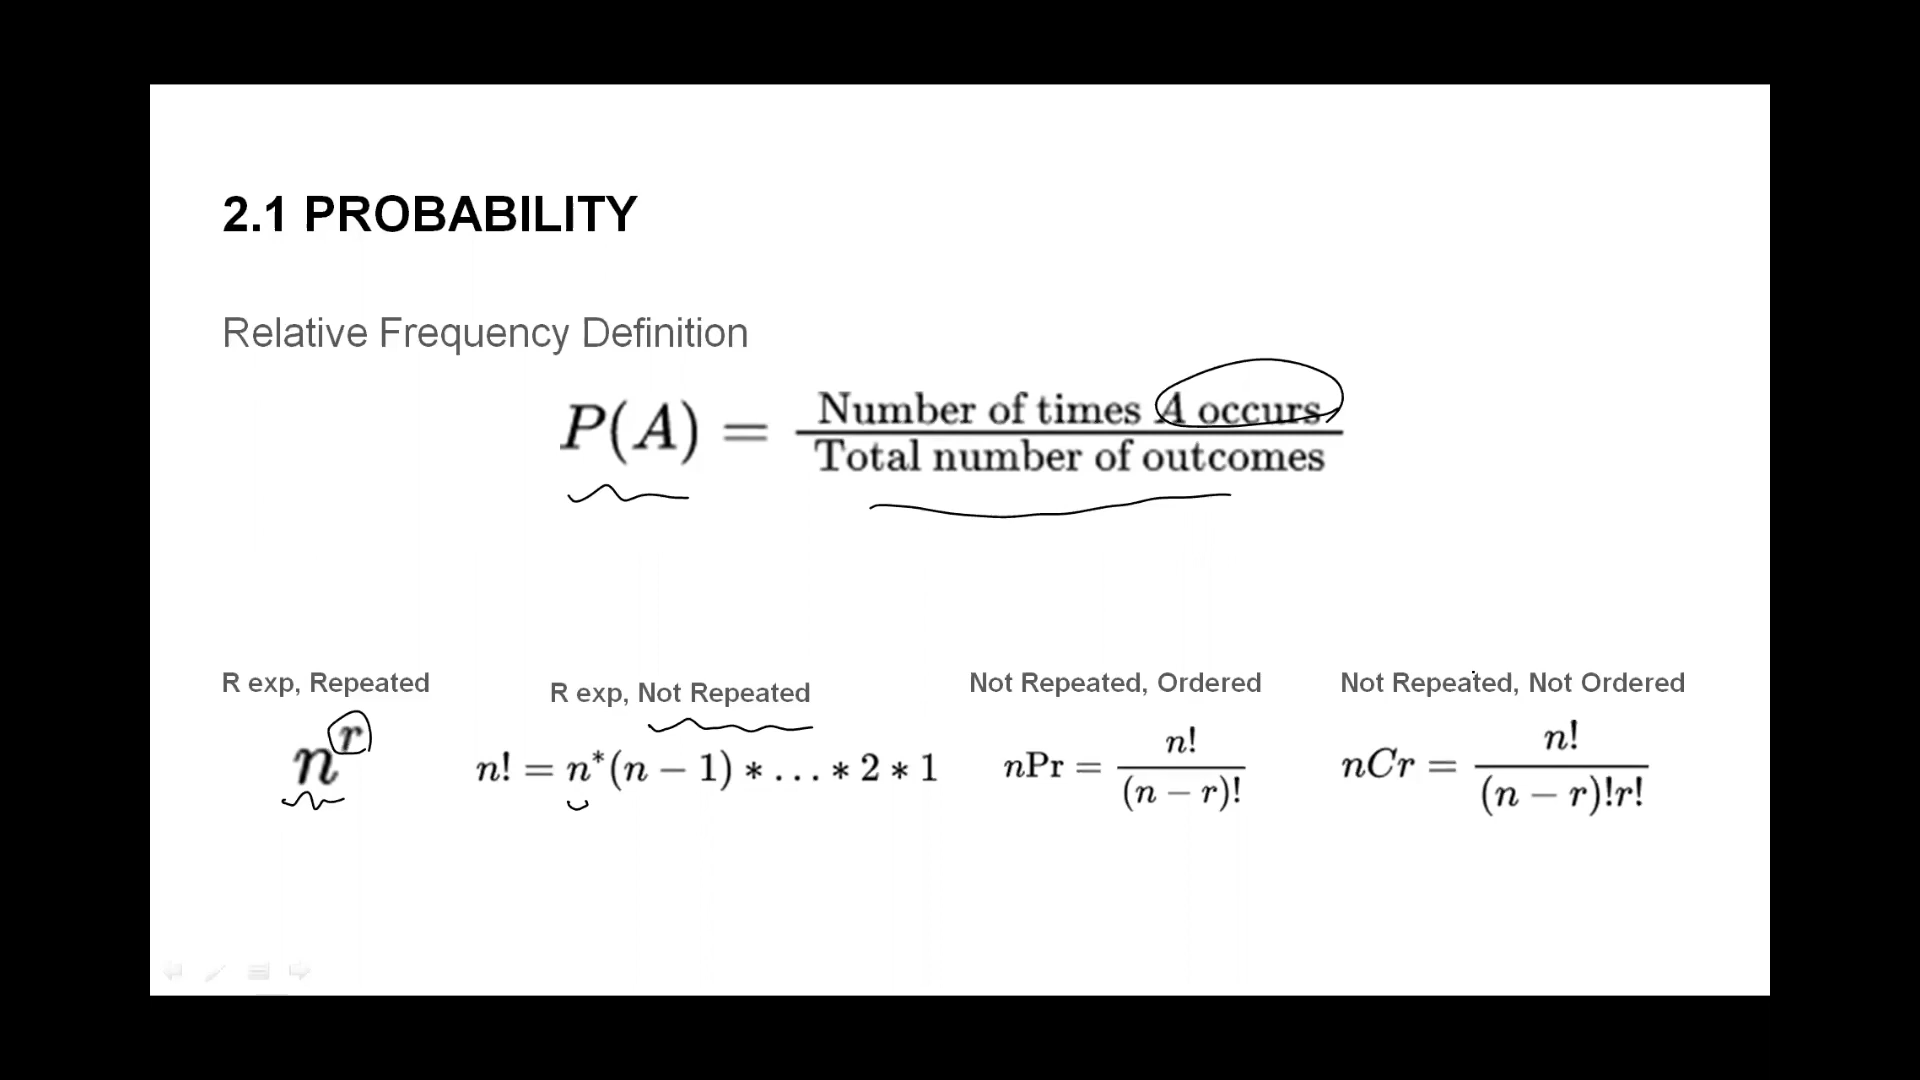 2.1 PROBABILITY
Relative Frequency Definition
P(A) = Number of times A occurs / Total number of outcomes
R exp, Repeated
R exp, Not Repeated
Not Repeated, Ordered
Not Repeated, Not Ordered
n^r
n! = n*(n − 1) * ... * 2 * 1
nPr = n! / (n − r)!
nCr = n! / (n − r)!r!